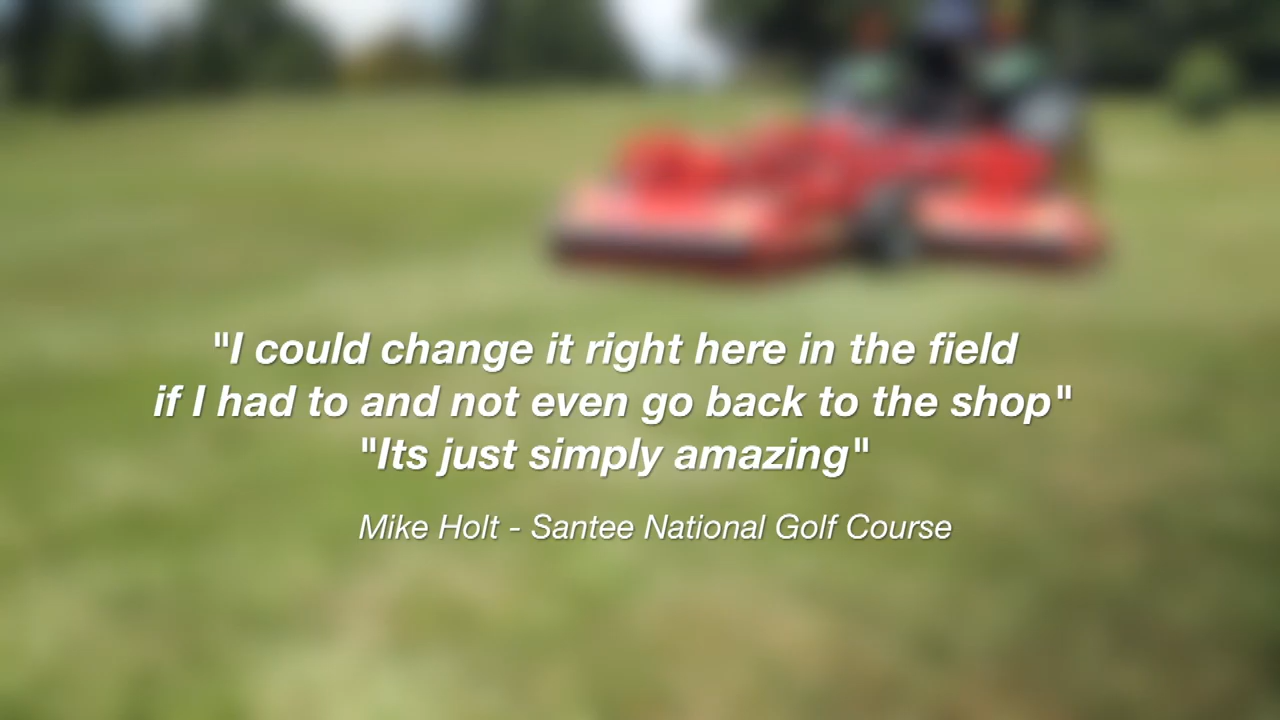 "I could change it right here in the field
if I had to and not even go back to the shop"
"Its just simply amazing"
Mike Holt - Santee National Golf Course